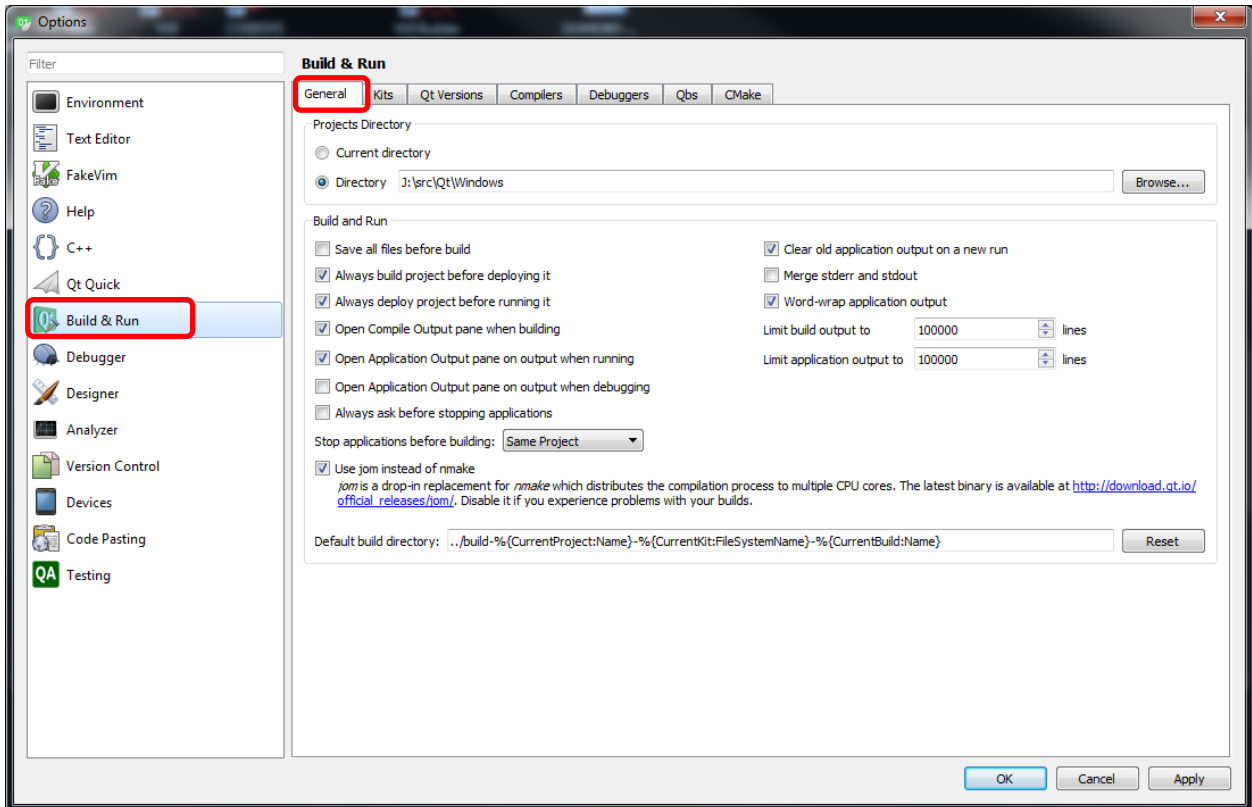 Options
Filter
Environment
Text Editor
FakeVim
Help
C++
Qt Quick
Build & Run
Debugger
Designer
Analyzer
Version Control
Devices
Code Pasting
QA Testing
Build & Run
General Kits Qt Versions Compilers Debuggers Qbs CMake
Projects Directory
Current directory
Directory J:\src\Qt\Windows Browse...
Build and Run
Save all files before build Clear old application output on a new run
Always build project before deploying it Merge stderr and stdout
Always deploy project before running it Word-wrap application output
Open Compile Output pane when building Limit build output to 100000 lines
Open Application Output pane on output when running Limit application output to 100000 lines
Open Application Output pane on output when debugging
Always ask before stopping applications
Stop applications before building: Same Project
Use jom instead of nmake
jom is a drop-in replacement for nmake which distributes the compilation process to multiple CPU cores. The latest binary is available at http://download.qt.io/
official_releases/jom/. Disable it if you experience problems with your builds.
Default build directory: ../build-%{CurrentProject:Name}-%{CurrentKit:FileSystemName}-%{CurrentBuild:Name} Reset
OK Cancel Apply